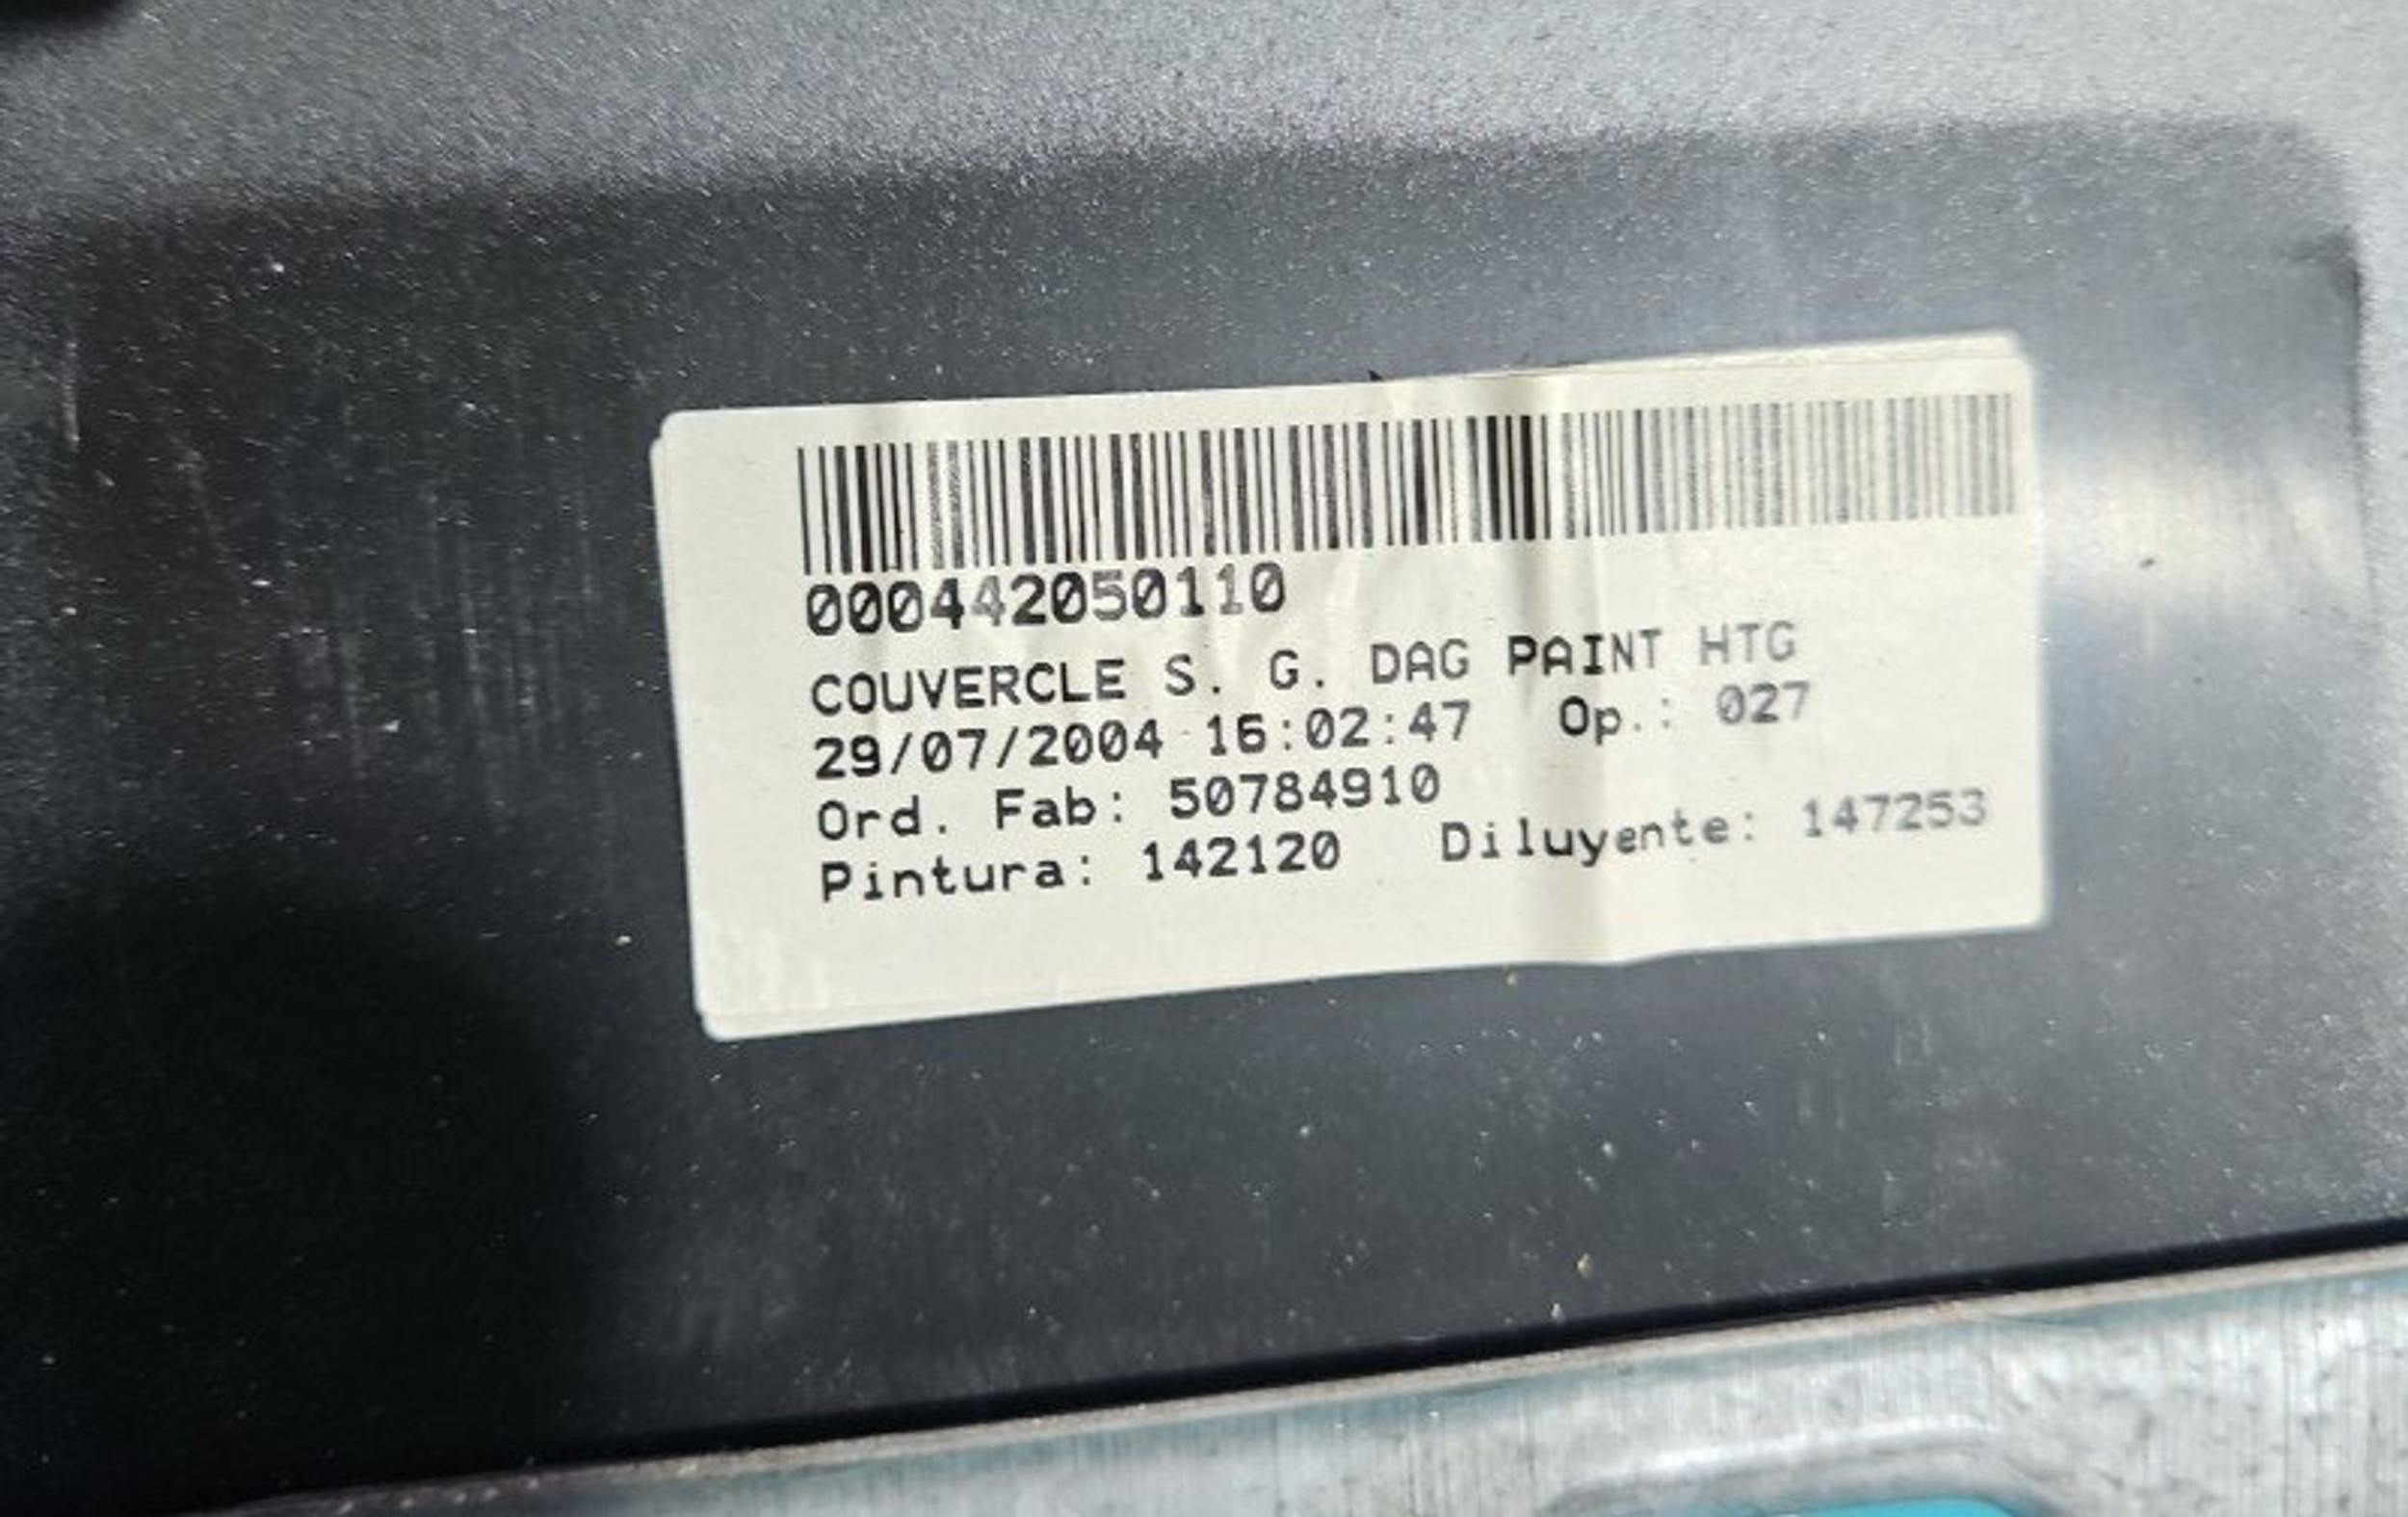 000442050110
COUVERCLE S. G. DAG PAINT HTG
29/07/2004 16:02:47 Op.: 027
Ord. Fab: 50784910
Pintura: 142120 Diluyente: 147253